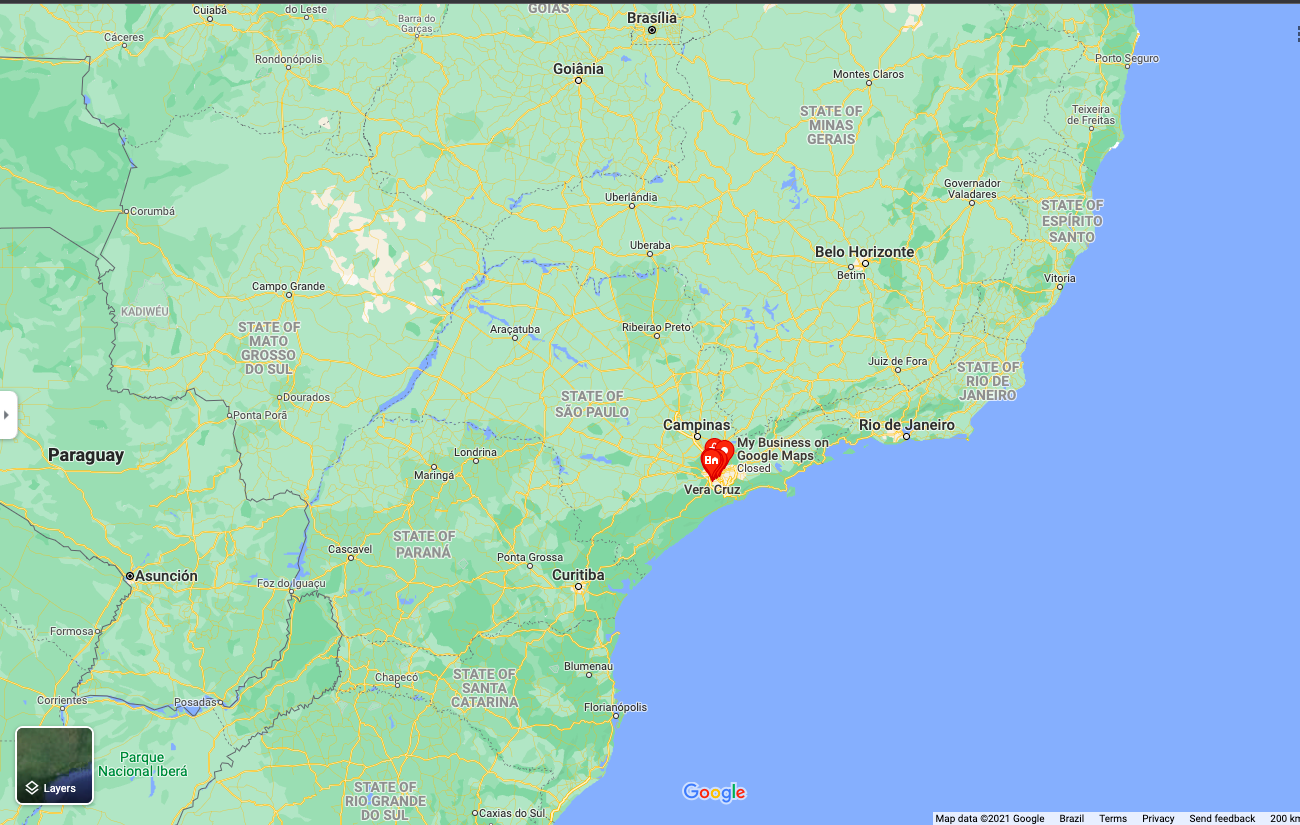 GOIÁS
Cuiabá
do Leste
Barra do
Garças
Brasília
Cáceres
Rondonópolis
Goiânia
Montes Claros
Porto Seguro
STATE OF
MINAS
GERAIS
Teixeira
de Freitas
Corumbá
Uberlândia
Governador
Valadares
STATE OF
ESPÍRITO
SANTO
Uberaba
Belo Horizonte
Betim
Vitoria
Campo Grande
KADIWÉU
STATE OF
MATO
GROSSO
DO SUL
Araçatuba
Ribeirao Preto
Juiz de Fora
STATE OF
RIO DE
JANEIRO
Dourados
Ponta Porã
STATE OF
SÃO PAULO
Campinas
Rio de Janeiro
My Business on
Google Maps
Closed
Vera Cruz
Paraguay
Londrina
Maringá
STATE OF
PARANÁ
Cascavel
Ponta Grossa
Curitiba
Asunción
Foz do Iguaçu
Formosa
Blumenau
Chapecó
STATE OF
SANTA
CATARINA
Corrientes
Posadas
Florianópolis
Parque
Nacional Iberá
Layers
STATE OF
RIO GRANDE
DO SUL
Caxias do Sul
Google
Map data ©2021 Google Brazil Terms Privacy Send feedback 200 km